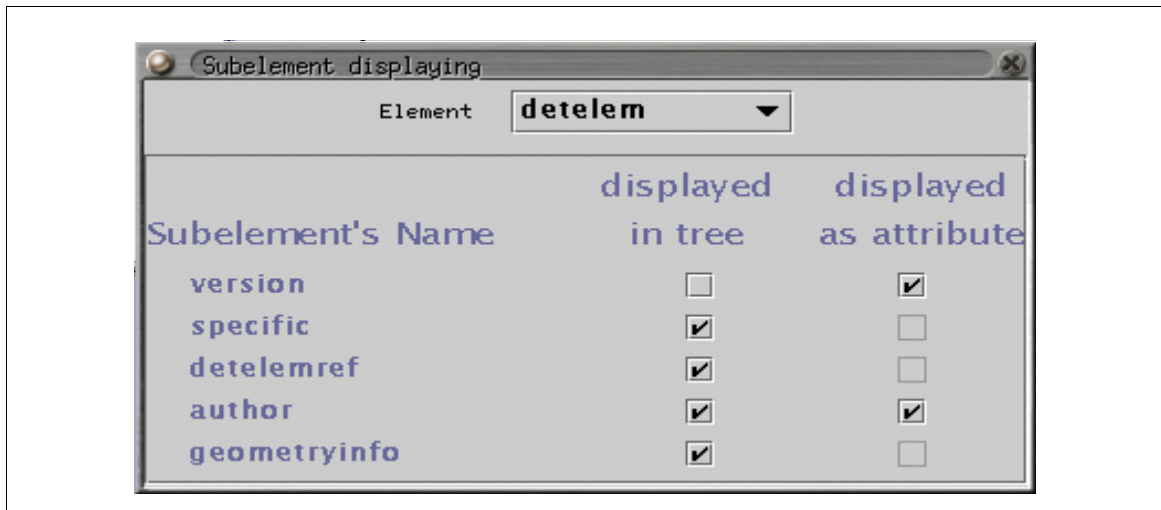 Subelement displaying
Element detelem
displayed displayed
Subelement's Name in tree as attribute
version
specific
detelemref
author
geometryinfo